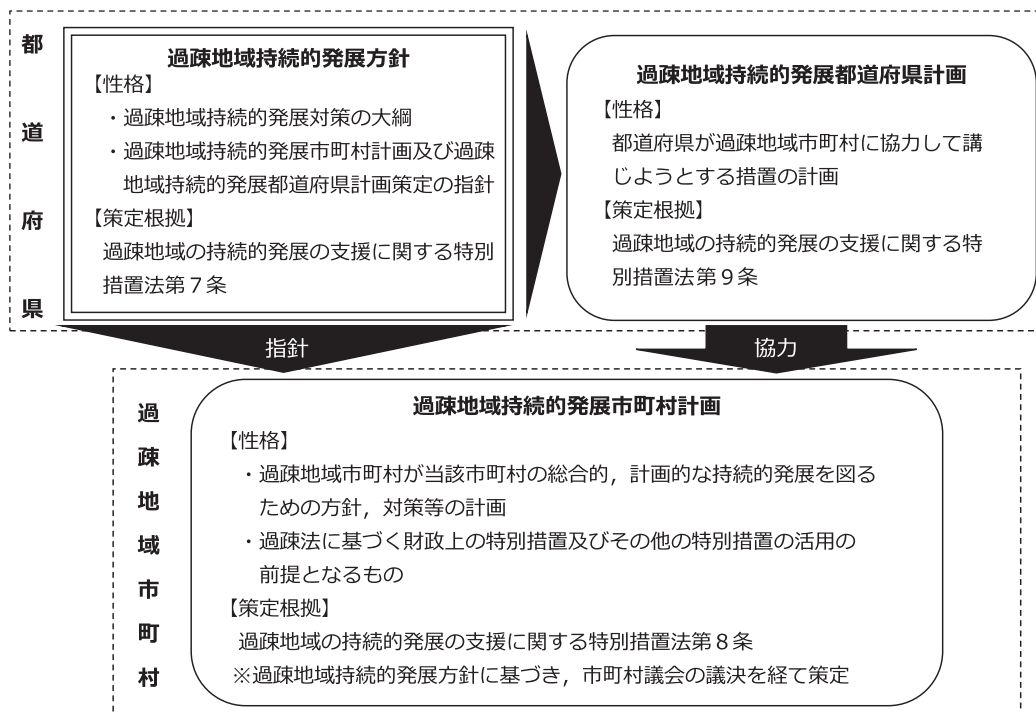 都道府県
過疎地域持続的発展方針
【性格】
・過疎地域持続的発展対策の大綱
・過疎地域持続的発展市町村計画及び過疎
地域持続的発展都道府県計画策定の指針
【策定根拠】
過疎地域の持続的発展の支援に関する特別
措置法第７条
過疎地域持続的発展都道府県計画
【性格】
都道府県が過疎地域市町村に協力して講
じようとする措置の計画
【策定根拠】
過疎地域の持続的発展の支援に関する特
別措置法第９条
指針
協力
過疎地域市町村
過疎地域持続的発展市町村計画
【性格】
・過疎地域市町村が当該市町村の総合的，計画的な持続的発展を図る
ための方針，対策等の計画
・過疎法に基づく財政上の特別措置及びその他の特別措置の活用の
前提となるもの
【策定根拠】
過疎地域の持続的発展の支援に関する特別措置法第８条
※過疎地域持続的発展方針に基づき，市町村議会の議決を経て策定